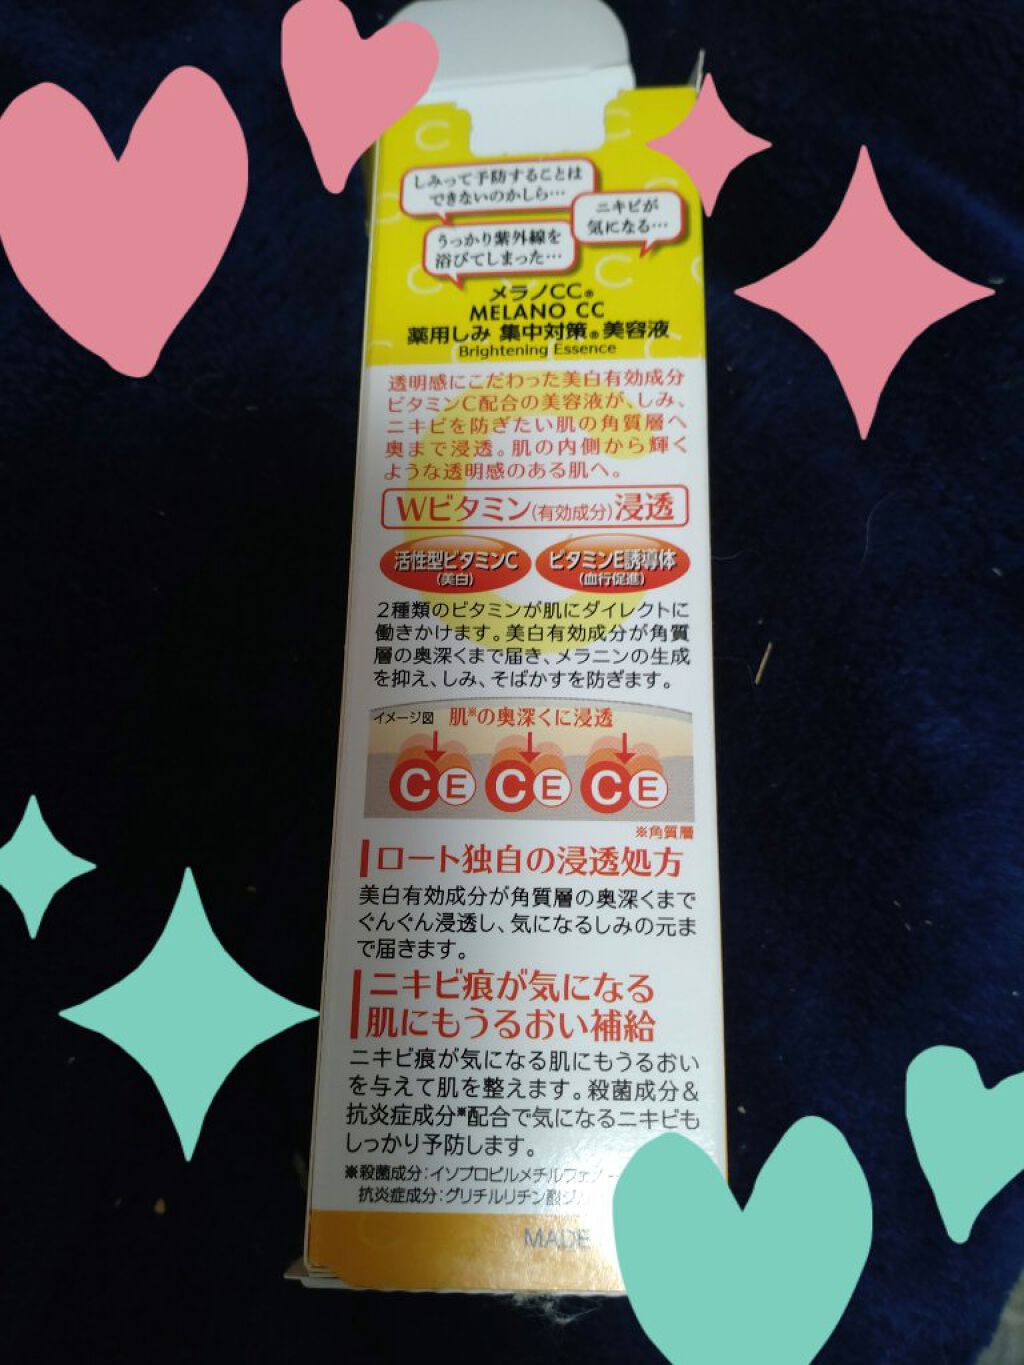 しみって予防することは
できないのかしら…
ニキビが
気になる…
うっかり紫外線を
浴びてしまった…
メラノCC®
MELANO CC
薬用しみ 集中対策®美容液
Brightening Essence
透明感にこだわった美白有効成分
ビタミンC配合の美容液が、しみ、
ニキビを防ぎたい肌の角質層へ
奥まで浸透。肌の内側から輝く
ような透明感のある肌へ。
Wビタミン(有効成分)浸透
活性型ビタミンC
(美白)
ビタミンE誘導体
(血行促進)
2種類のビタミンが肌にダイレクトに
働きかけます。美白有効成分が角質
層の奥深くまで届き、メラニンの生成
を抑え、しみ、そばかすを防ぎます。
イメージ図 肌※の奥深くに浸透
CE CE CE
※角質層
ロート独自の浸透処方
美白有効成分が角質層の奥深くまで
ぐんぐん浸透し、気になるしみの元ま
で届きます。
ニキビ痕が気になる
肌にもうるおい補給
ニキビ痕が気になる肌にもうるおい
を与えて肌を整えます。殺菌成分&
抗炎症成分※配合で気になるニキビも
しっかり予防します。
※殺菌成分:イソプロピルメチルフェノー
抗炎症成分:グリチルリチン酸ジ
MADE